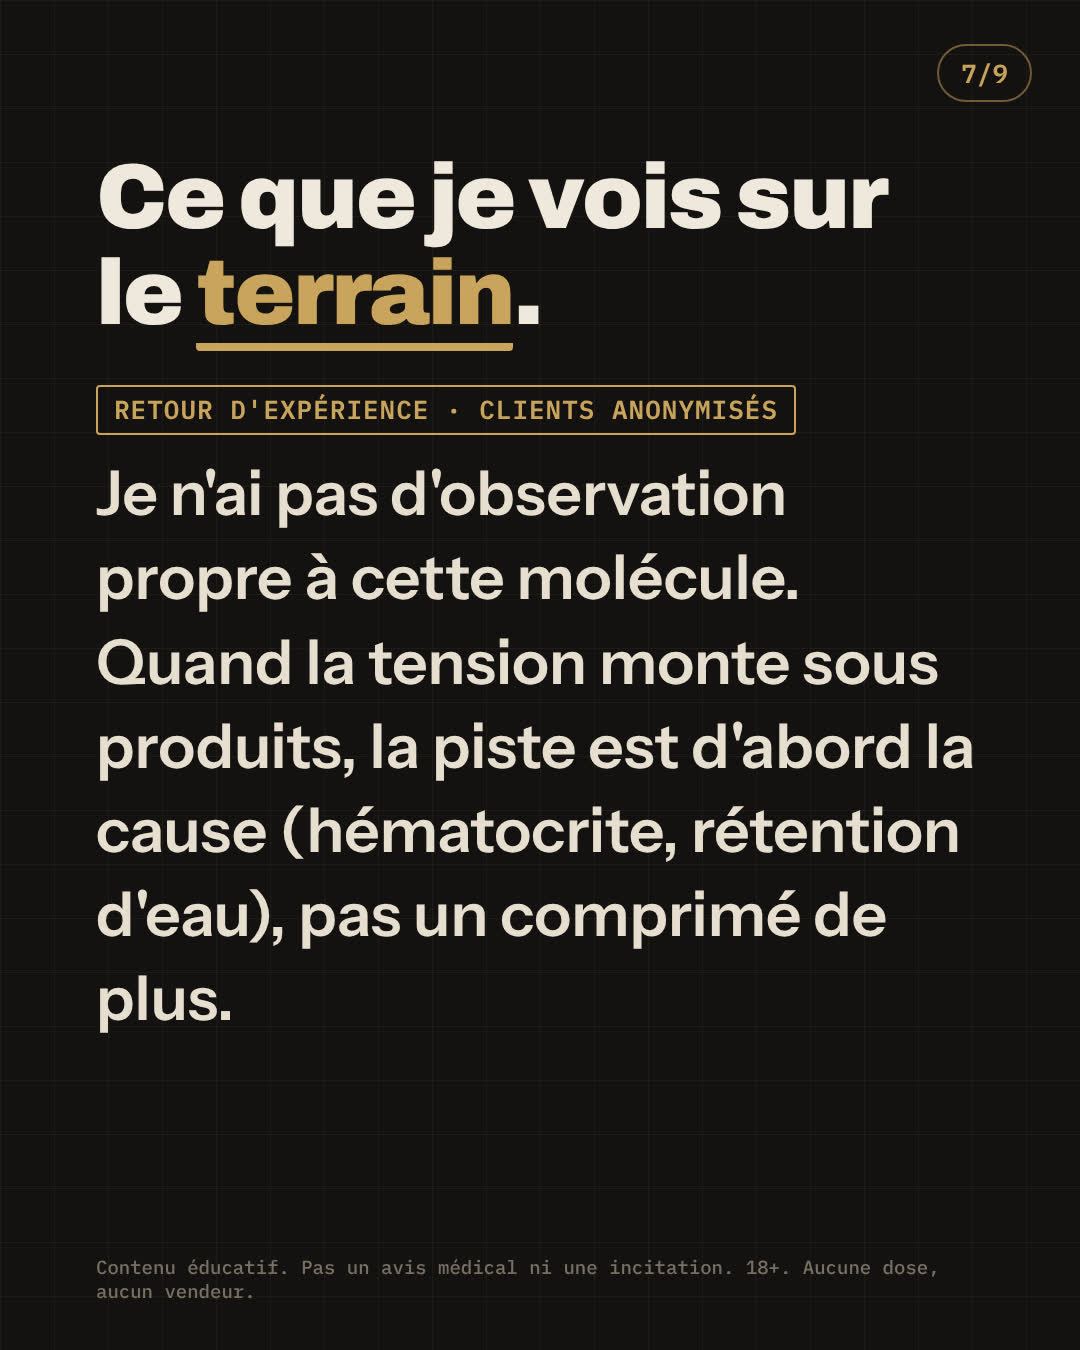 7/9
Ce que je vois sur
le terrain.
RETOUR D'EXPÉRIENCE · CLIENTS ANONYMISÉS
Je n'ai pas d'observation
propre à cette molécule.
Quand la tension monte sous
produits, la piste est d'abord la
cause (hématocrite, rétention
d'eau), pas un comprimé de
plus.
Contenu éducatif. Pas un avis médical ni une incitation. 18+. Aucune dose,
aucun vendeur.